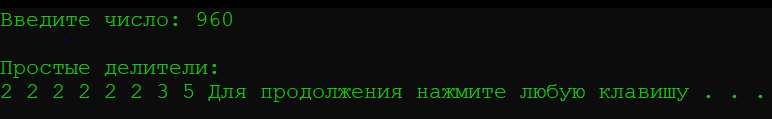 Введите число: 960
Простые делители:
2 2 2 2 2 2 3 5 Для продолжения нажмите любую клавишу . . .